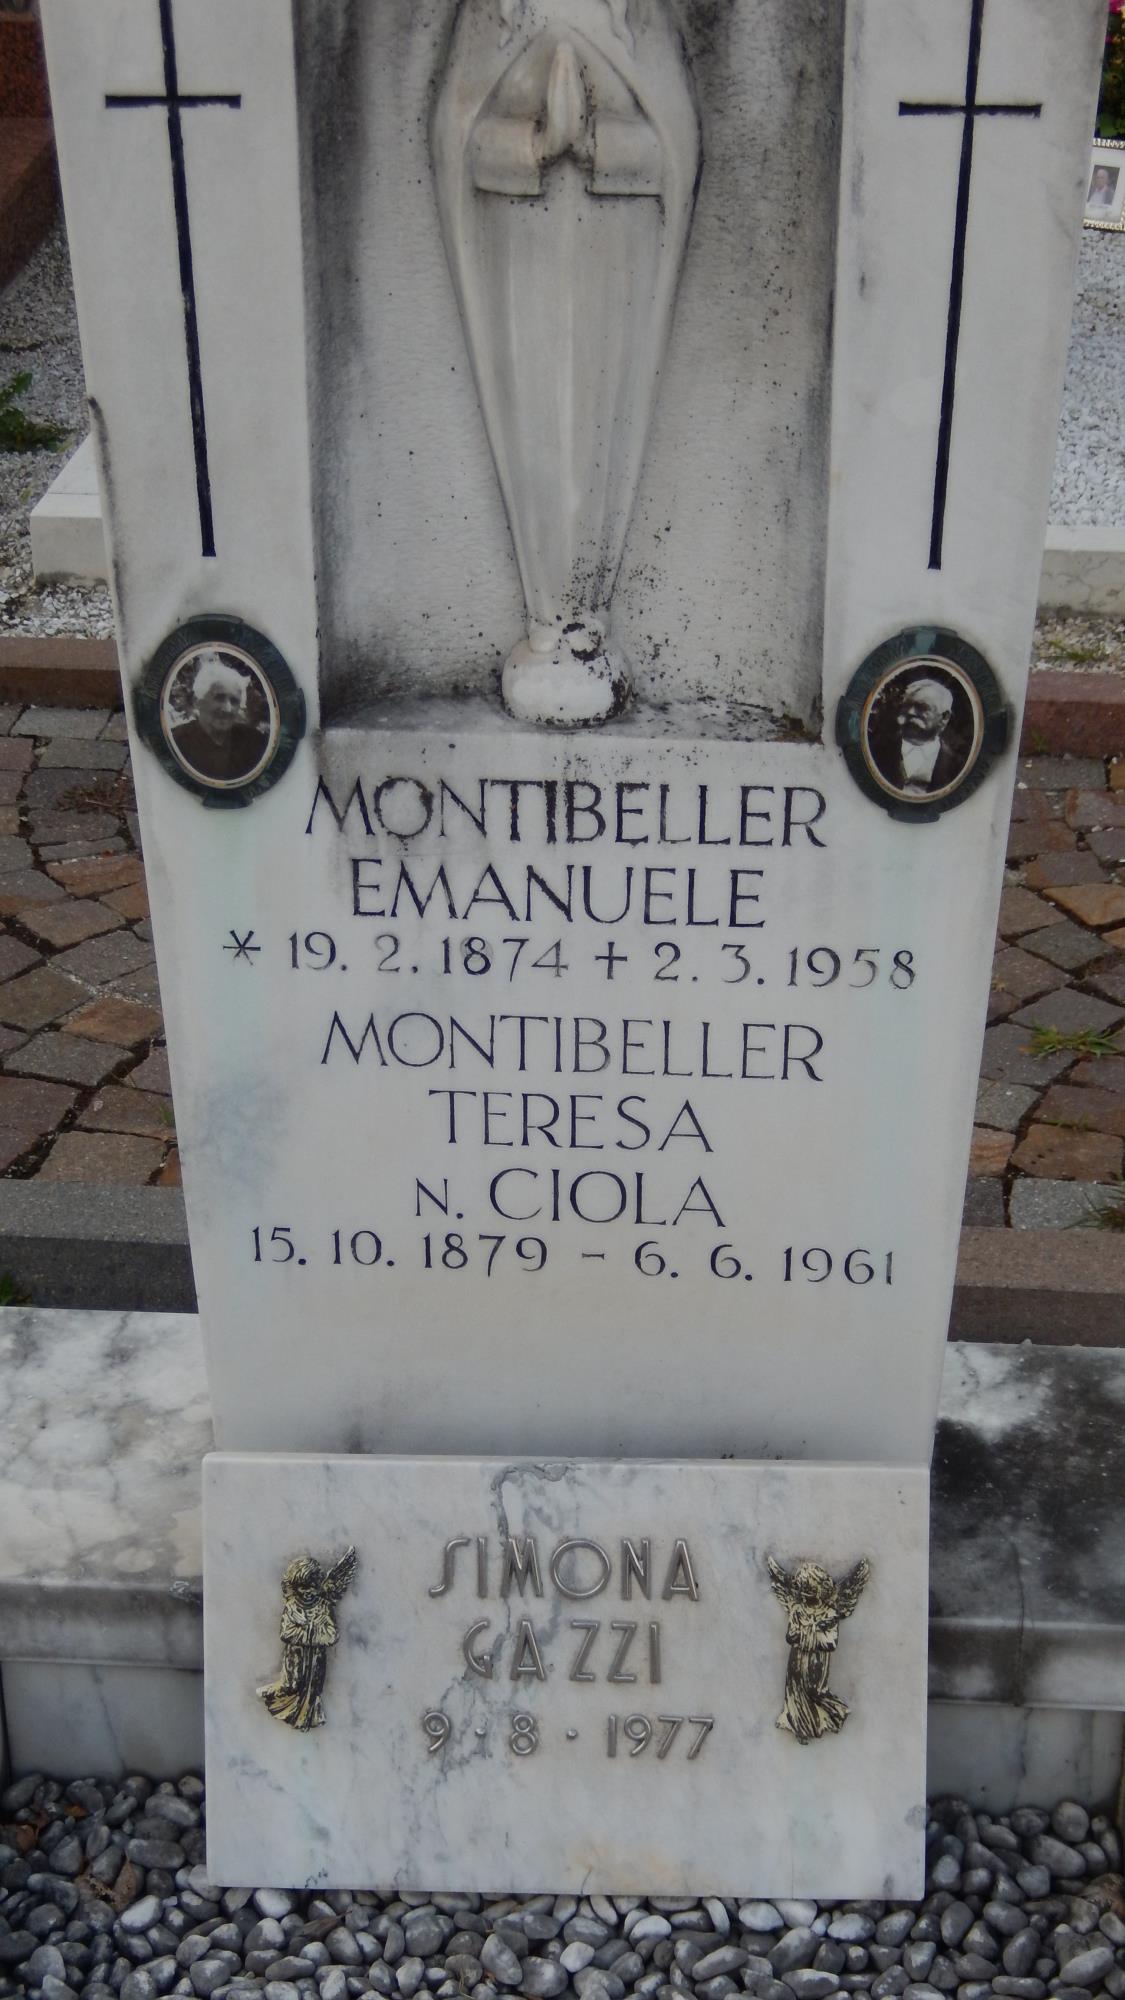 MONTIBELLER
EMANUELE
* 19. 2. 1874 + 2. 3. 1958
MONTIBELLER
TERESA
N. CIOLA
15. 10. 1879 - 6. 6. 1961
SIMONA
GAZZI
9 · 8 · 1977